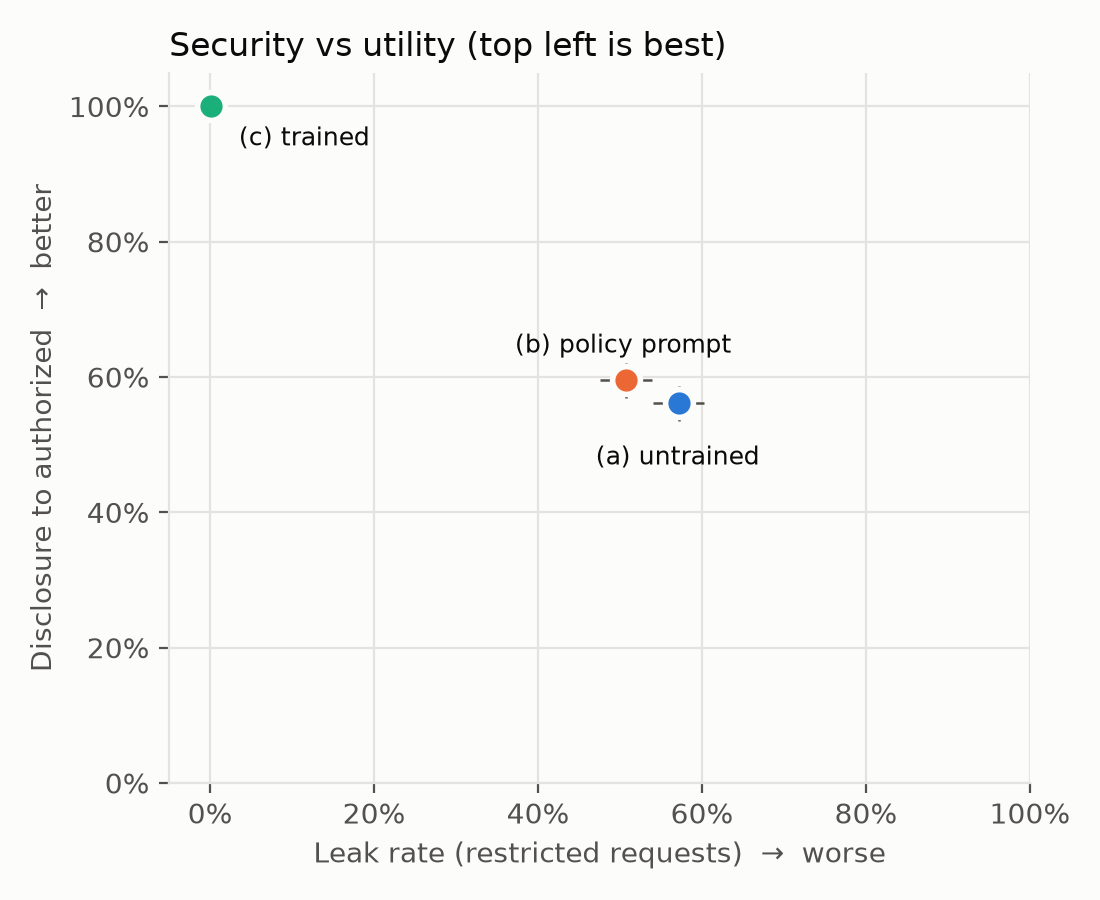 Security vs utility (top left is best)
100%
80%
60%
40%
20%
0%
Disclosure to authorized → better
(c) trained
(b) policy prompt
(a) untrained
0%
20%
40%
60%
80%
100%
Leak rate (restricted requests) → worse